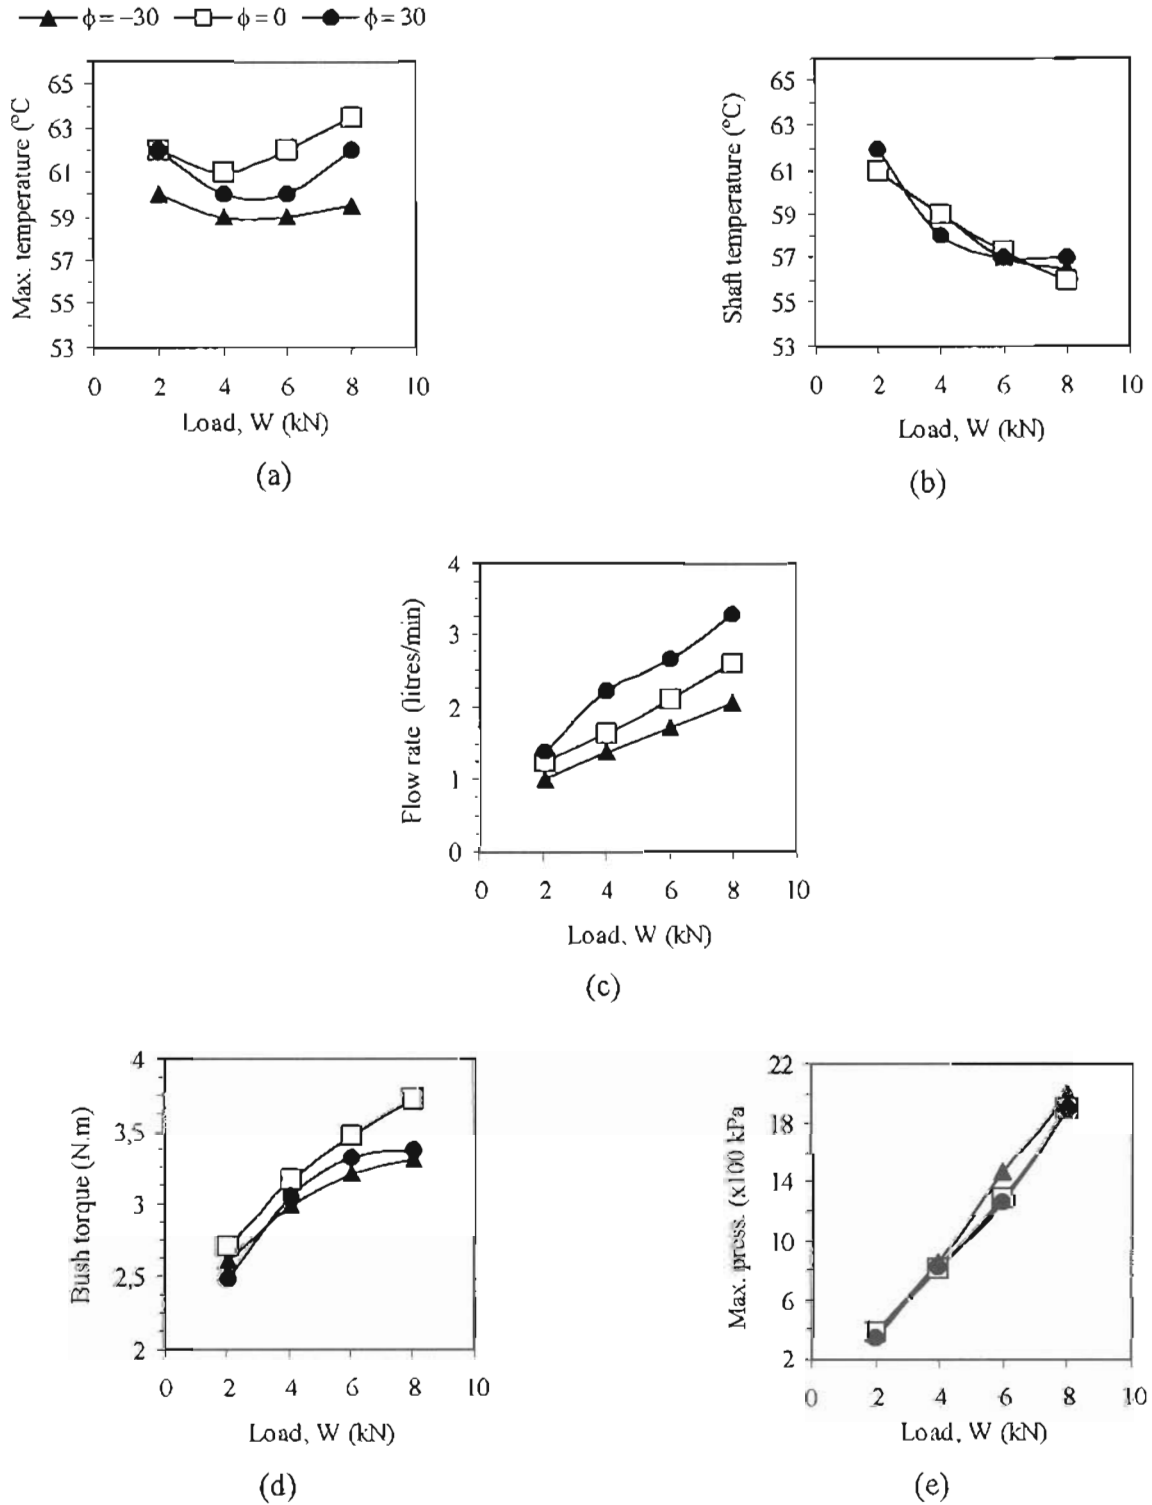 ϕ = −30 ϕ = 0 ϕ = 30
Max. temperature (ºC
65
63
61
59
57
55
53
0 2 4 6 8 10
Load, W (kN)
(a)
Shaft temperature (ºC)
65
63
61
59
57
55
53
0 2 4 6 8 10
Load, W (kN)
(b)
Flow rate (litres/min)
4
3
2
1
0
0 2 4 6 8 10
Load, W (kN)
(c)
Bush torque (N.m)
4
3,5
3
2,5
2
0 2 4 6 8 10
Load, W (kN)
(d)
Max. press. (x100 kPa
22
18
14
10
6
2
0 2 4 6 8 10
Load, W (kN)
(e)